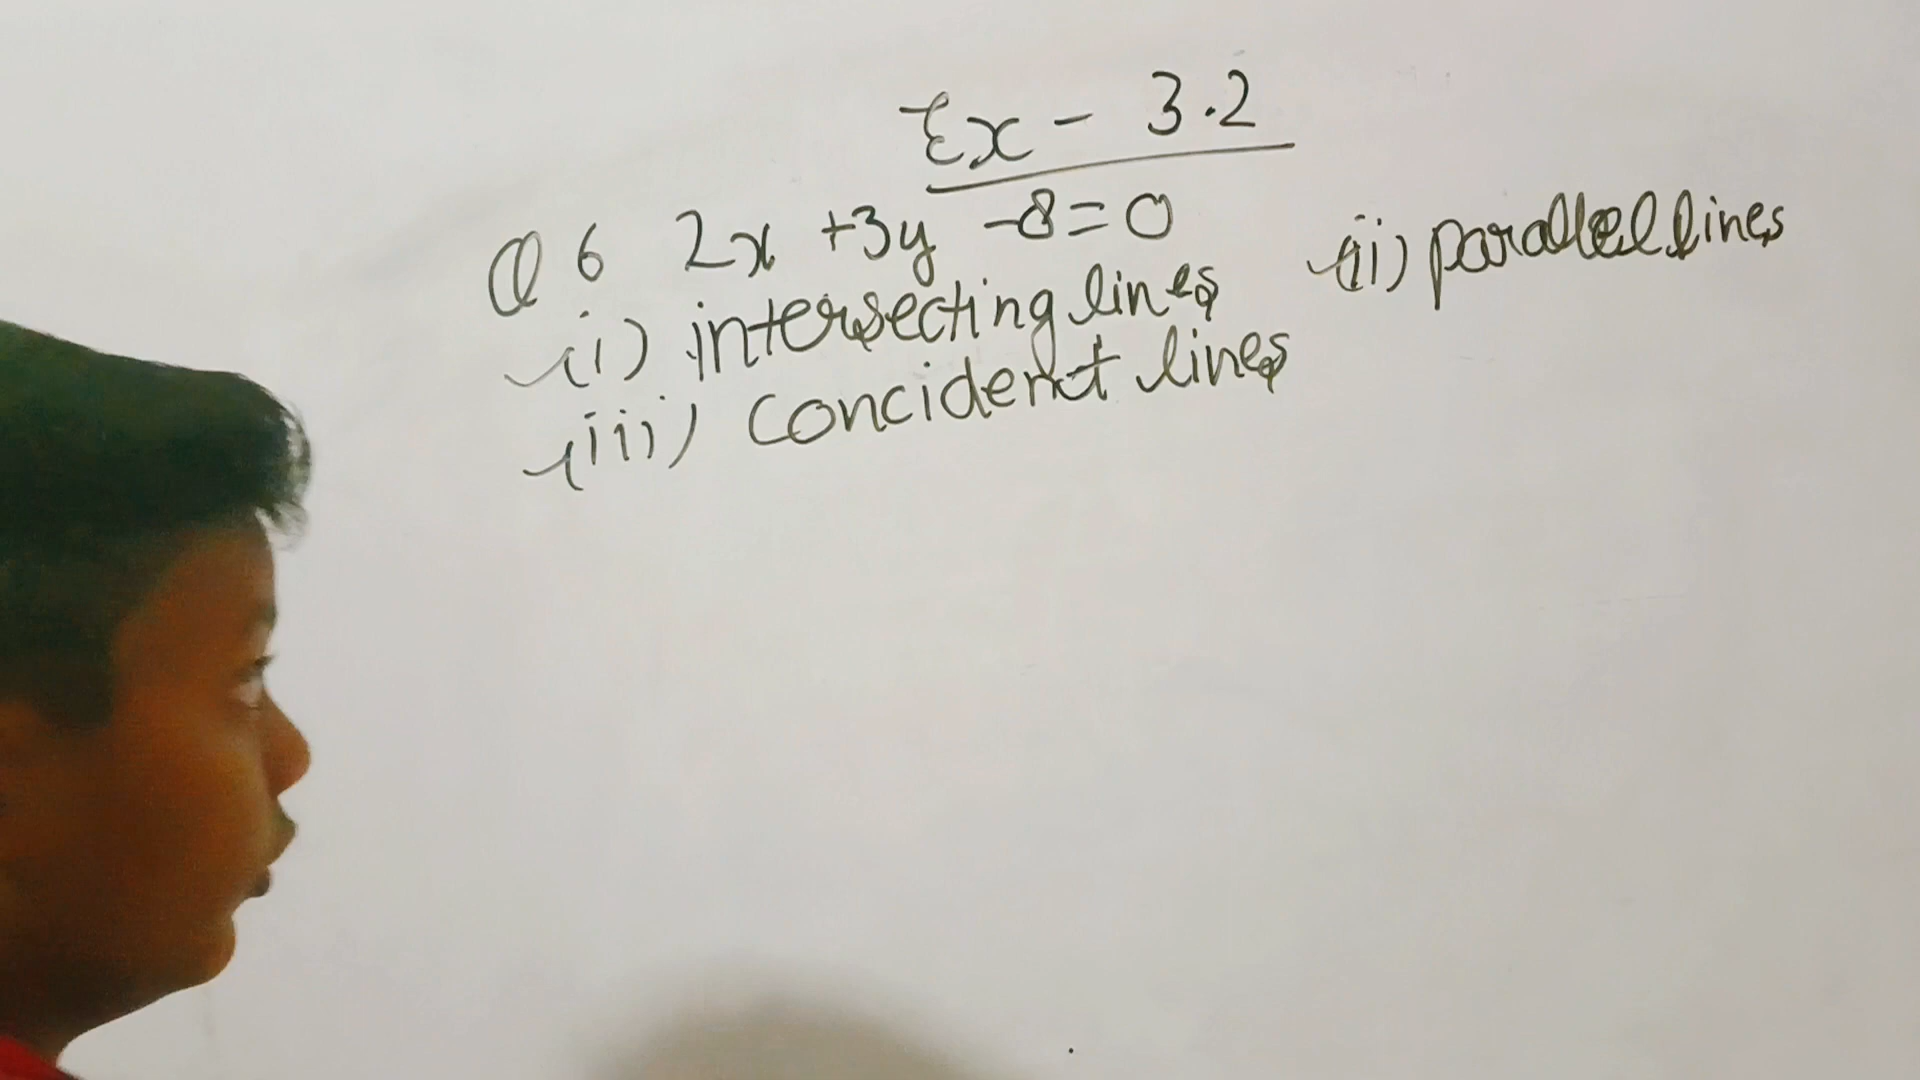 Ex - 3.2
Q 6 2x +3y -8=0
(i) intersecting lines (ii) parallel lines
(iii) concident lines